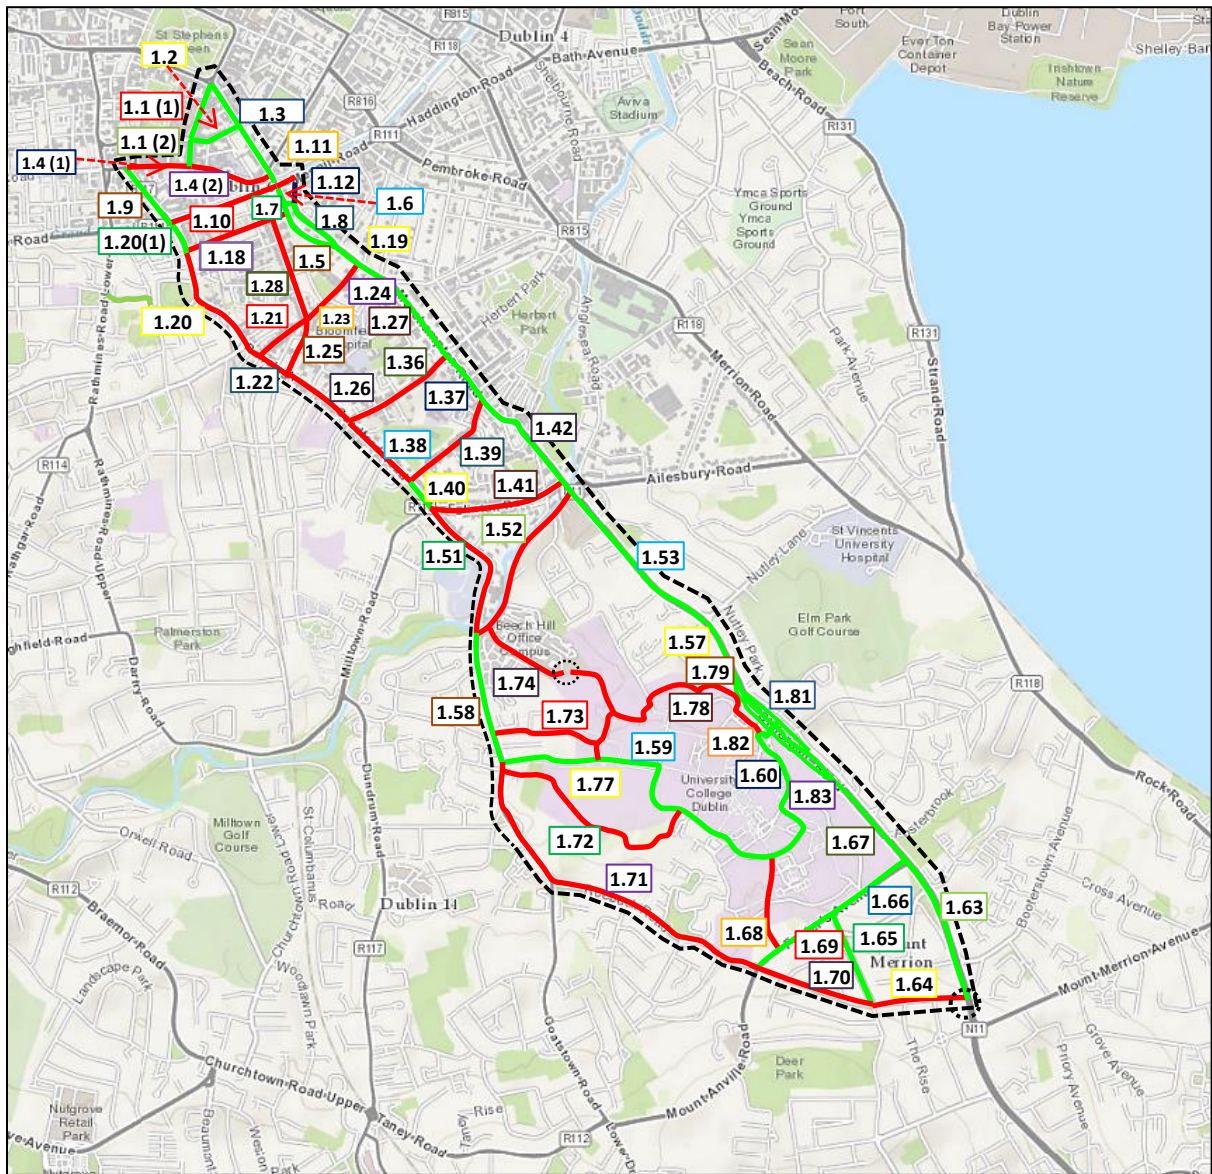 St Stephens
Green
R815
R118
Dublin 4
Bath-Avenue
Dodder
Port
South
Dublin
Bay Power
Station
Shelley Ban
Sean
Moore
Park
Beach-Road
Ever Ton
Container
Depot
Irishtown
Nature
Reserve
1.2
1.1 (1)
1.3
R816
Haddington-Road
Shelbourne Road
Aviva
Stadium
R111
R131
1.1 (2)
1.11
1.4 (1)
1.4 (2)
1.12
Pembroke-Road
Ymca Sports
Ground
Ymca
Sports
Ground
1.9
1.10
1.7
1.6
1.8
-Road
1.20(1)
1.18
1.5
1.19
R815
1.28
1.24
Herbert Park
Herbert
Park
Anglesea Road
R118
R131
Rathmines-Road Lower
1.20
1.21
1.23
1.27
Merrion-Road
Park-Avenue
Strand-Road
1.25
1.36
1.22
1.26
1.37
1.38
1.39
1.42
R114
Rathmines-Road-Upper
1.40
1.41
Ailesbury-Road
1.52
St Vincents
University
Hospital
1.51
1.53
Nutley-Lane
Palmerston
Park
Milltown-Road
Beech Hill
Office
Campus
1.57
Nutley Park
Elm Park
Golf Course
Dartry-Road
1.74
1.79
1.81
R118
1.58
1.73
1.78
1.59
1.82
1.77
University
College
Dublin
1.60
1.83
Rock-Road
Milltown
Golf
Course
Dundrum-Road
St-Columbanus
Road
Orwell-Road
1.72
1.67
Booterstown-Avenue
Cross-Avenue
1.71
1.66
R112
Braemor-Road
Dublin 14
1.63
1.68
1.69
1.65
Merrion
R117
1.70
1.64
Mount-Merrion-Avenue
Landscape Park
Woodlawn Park
Goatstown-Road
N11
The Rise
Deer
Park
Grove-Avenue
Priory-Avenue
Churchtown-Road-Upper
Mount-Anville-Road
Nutgrove
Retail
Park
Rise
Taney-Road
R112
Beaumont